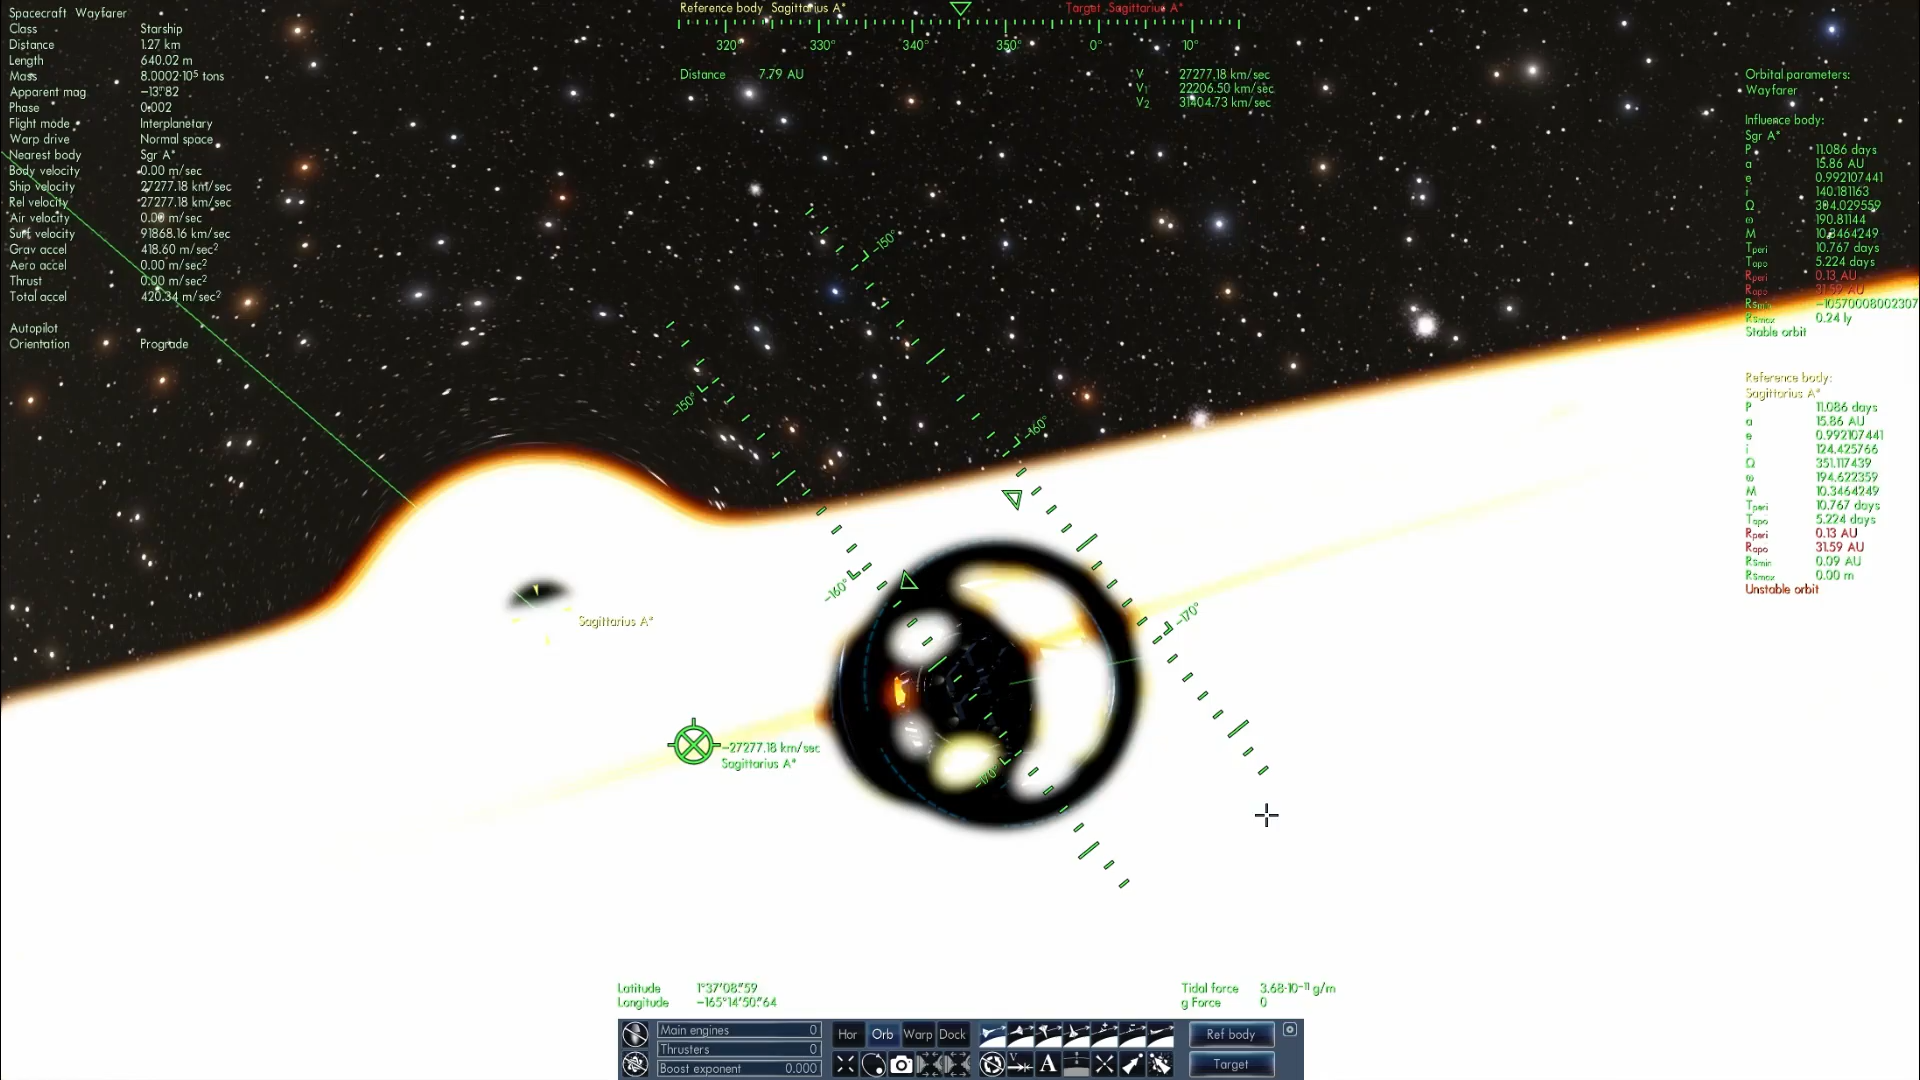 Spacecraft Wayfarer
Class Starship
Distance 1.27 km
Length 640.02 m
Mass 8.0002·10⁵ tons
Apparent mag −13ᵐ.82
Phase 0.002
Flight mode Interplanetary
Warp drive Normal space
Nearest body Sgr A*
Body velocity 0.00 m/sec
Ship velocity 27277.18 km/sec
Rel velocity 27277.18 km/sec
Air velocity 0.00 m/sec
Surf velocity 91868.16 km/sec
Grav accel 418.60 m/sec²
Aero accel 0.00 m/sec²
Thrust 0.00 m/sec²
Total accel 420.34 m/sec²
Autopilot
Orientation Prograde
Reference body Sagittarius A*
Target Sagittarius A*
320° 330° 340° 350° 0° 10°
Distance 7.79 AU
V 27277.18 km/sec
V₁ 22206.50 km/sec
V₂ 31404.73 km/sec
Orbital parameters:
Wayfarer
Influence body:
Sgr A*
P 11.086 days
a 15.86 AU
e 0.992107441
i 140.181163
Ω 304.029559
ω 190.81144
M 10.3464249
Tperi 10.767 days
Tapo 5.224 days
Rperi 0.13 AU
Rapo 31.59 AU
Rsmin −10570008002307
Rsmax 0.24 ly
Stable orbit
Reference body:
Sagittarius A*
P 11.086 days
a 15.86 AU
e 0.992107441
i 124.425766
Ω 351.117439
ω 194.622359
M 10.3464249
Tperi 10.767 days
Tapo 5.224 days
Rperi 0.13 AU
Rapo 31.59 AU
Rsmin 0.09 AU
Rsmax 0.00 m
Unstable orbit
−150°
−150°
−160°
−160°
−170°
−170°
Sagittarius A*
−27277.18 km/sec
Sagittarius A*
Latitude 1°37′08″.59
Longitude −165°14′50″.64
Tidal force 3.68·10⁻¹¹ g/m
g Force 0
Main engines 0
Thrusters 0
Boost exponent 0.000
Hor Orb Warp Dock
V
A
Ref body
Target